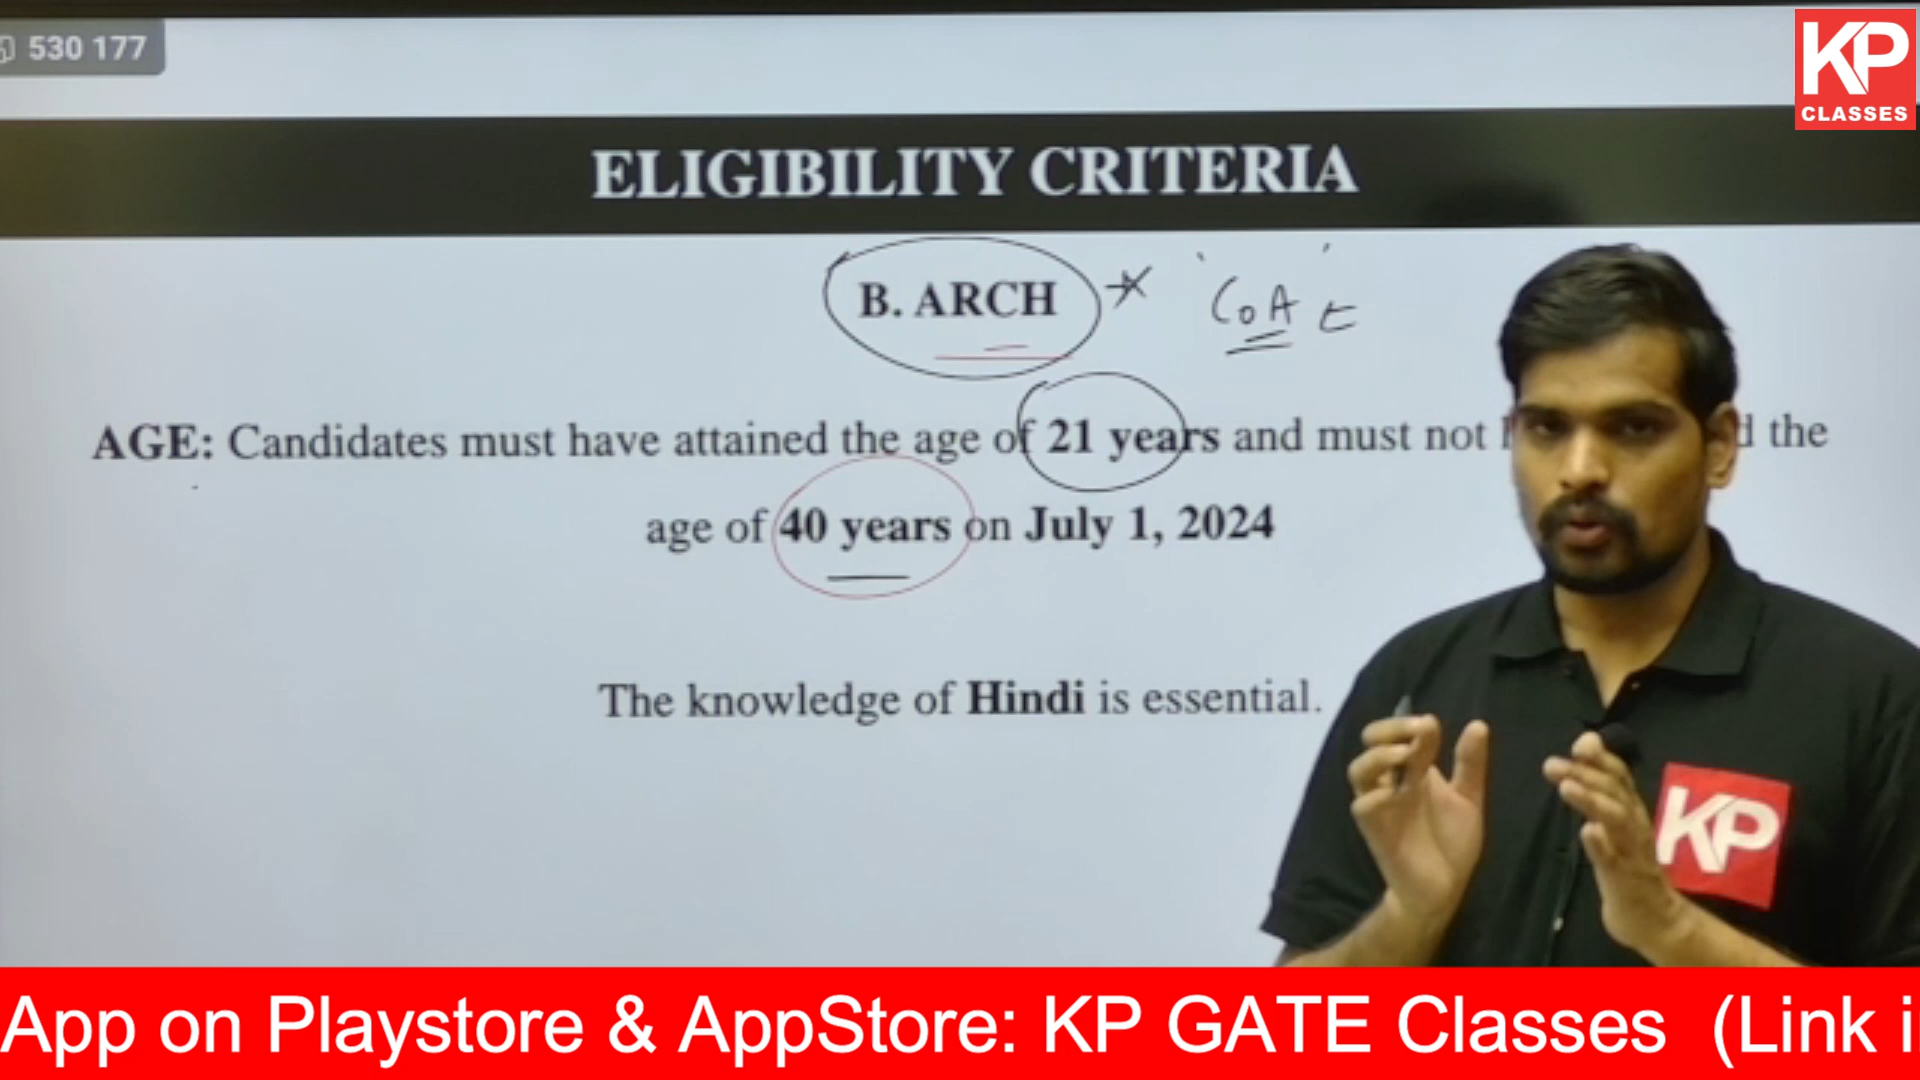 530 177
KP
CLASSES
ELIGIBILITY CRITERIA
B. ARCH
COA
AGE: Candidates must have attained the age of 21 years and must not the
age of 40 years on July 1, 2024
The knowledge of Hindi is essential.
KP
App on Playstore & AppStore: KP GATE Classes (Link i